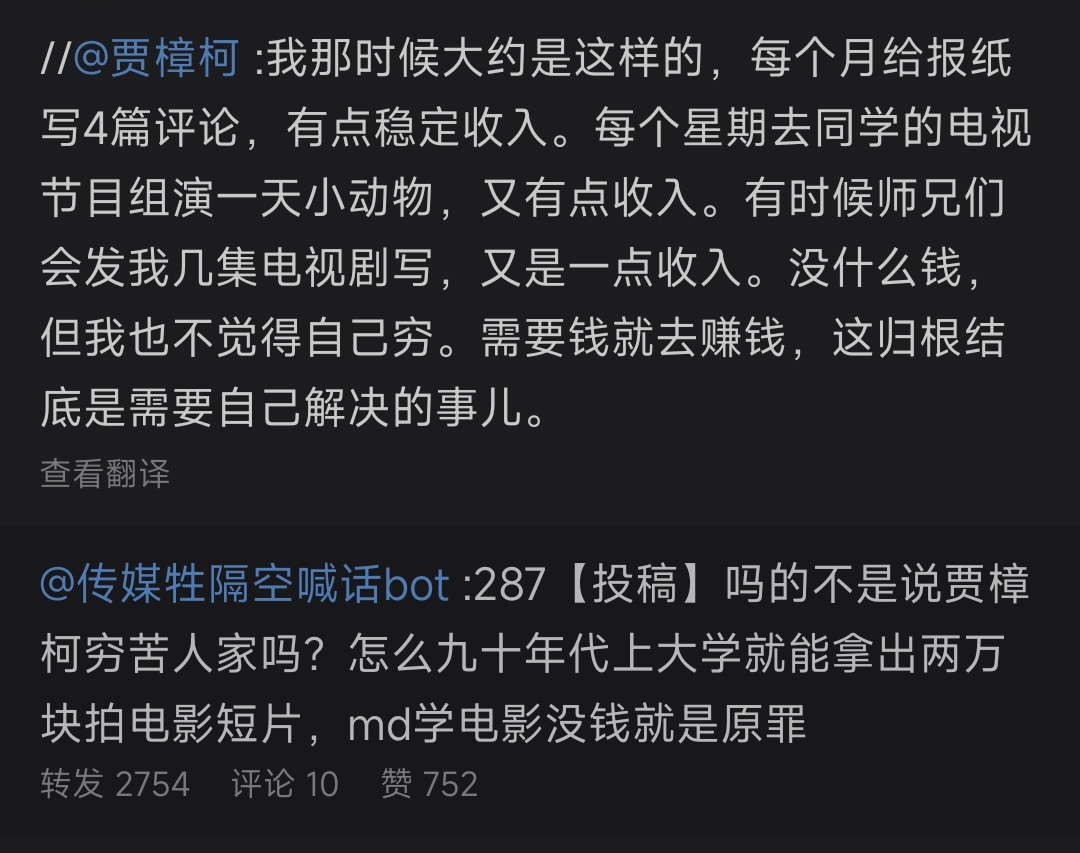 //@贾樟柯 :我那时候大约是这样的，每个月给报纸
写4篇评论，有点稳定收入。每个星期去同学的电视
节目组演一天小动物，又有点收入。有时候师兄们
会发我几集电视剧写，又是一点收入。没什么钱，
但我也不觉得自己穷。需要钱就去赚钱，这归根结
底是需要自己解决的事儿。
查看翻译
@传媒牲隔空喊话bot :287【投稿】吗的不是说贾樟
柯穷苦人家吗？怎么九十年代上大学就能拿出两万
块拍电影短片，md学电影没钱就是原罪
转发 2754 评论 10 赞 752